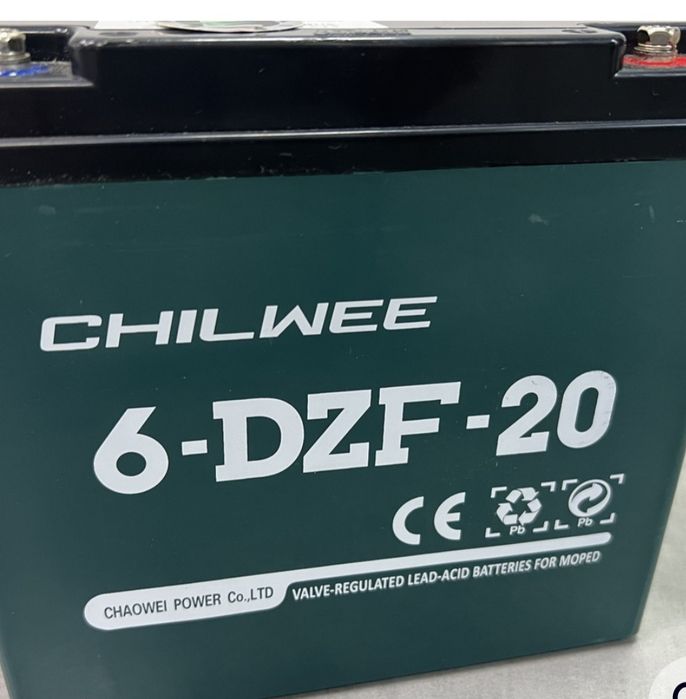 CHILWEE
6-DZF-20
CE
Pb Pb
CHAOWEI POWER Co.,LTD VALVE-REGULATED LEAD-ACID BATTERIES FOR MOPED